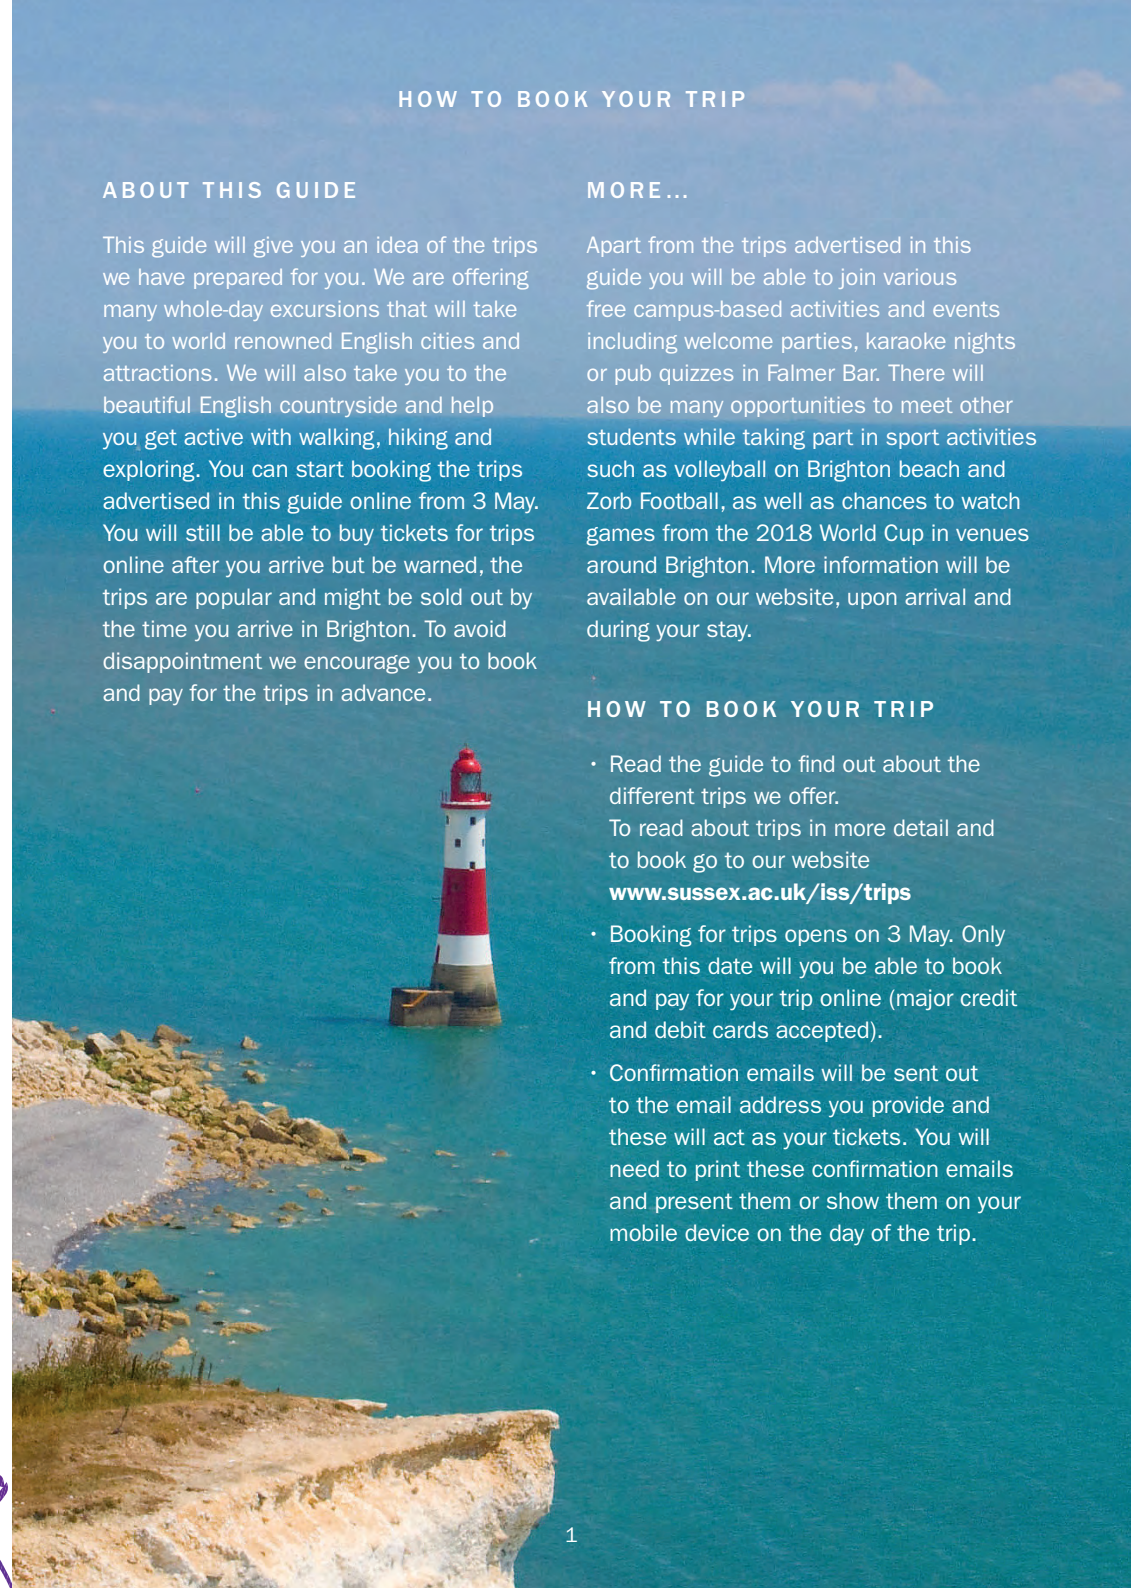 HOW TO BOOK YOUR TRIP
ABOUT THIS GUIDE
This guide will give you an idea of the trips
we have prepared for you. We are offering
many whole-day excursions that will take
you to world renowned English cities and
attractions. We will also take you to the
beautiful English countryside and help
you get active with walking, hiking and
exploring. You can start booking the trips
advertised in this guide online from 3 May.
You will still be able to buy tickets for trips
online after you arrive but be warned, the
trips are popular and might be sold out by
the time you arrive in Brighton. To avoid
disappointment we encourage you to book
and pay for the trips in advance.
MORE...
Apart from the trips advertised in this
guide you will be able to join various
free campus-based activities and events
including welcome parties, karaoke nights
or pub quizzes in Falmer Bar. There will
also be many opportunities to meet other
students while taking part in sport activities
such as volleyball on Brighton beach and
Zorb Football, as well as chances to watch
games from the 2018 World Cup in venues
around Brighton. More information will be
available on our website, upon arrival and
during your stay.
HOW TO BOOK YOUR TRIP
• Read the guide to find out about the
different trips we offer.
To read about trips in more detail and
to book go to our website
www.sussex.ac.uk/iss/trips
• Booking for trips opens on 3 May. Only
from this date will you be able to book
and pay for your trip online (major credit
and debit cards accepted).
• Confirmation emails will be sent out
to the email address you provide and
these will act as your tickets. You will
need to print these confirmation emails
and present them or show them on your
mobile device on the day of the trip.
1